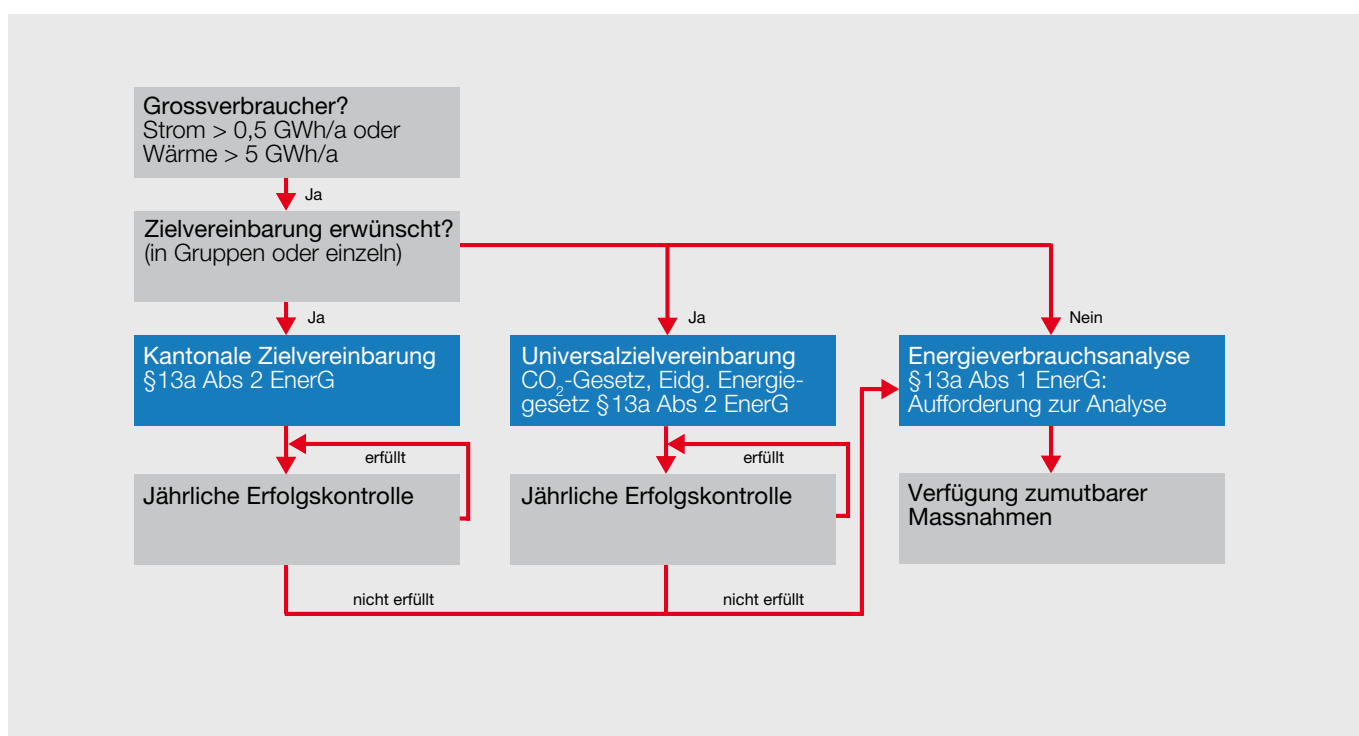 Grossverbraucher?
Strom > 0,5 GWh/a oder
Wärme > 5 GWh/a
Ja
Zielvereinbarung erwünscht?
(in Gruppen oder einzeln)
Ja
Ja
Nein
Kantonale Zielvereinbarung
§13a Abs 2 EnerG
Universalzielvereinbarung
CO₂-Gesetz, Eidg. Energie-
gesetz §13a Abs 2 EnerG
Energieverbrauchsanalyse
§13a Abs 1 EnerG:
Aufforderung zur Analyse
erfüllt
erfüllt
Jährliche Erfolgskontrolle
Jährliche Erfolgskontrolle
Verfügung zumutbarer
Massnahmen
nicht erfüllt
nicht erfüllt